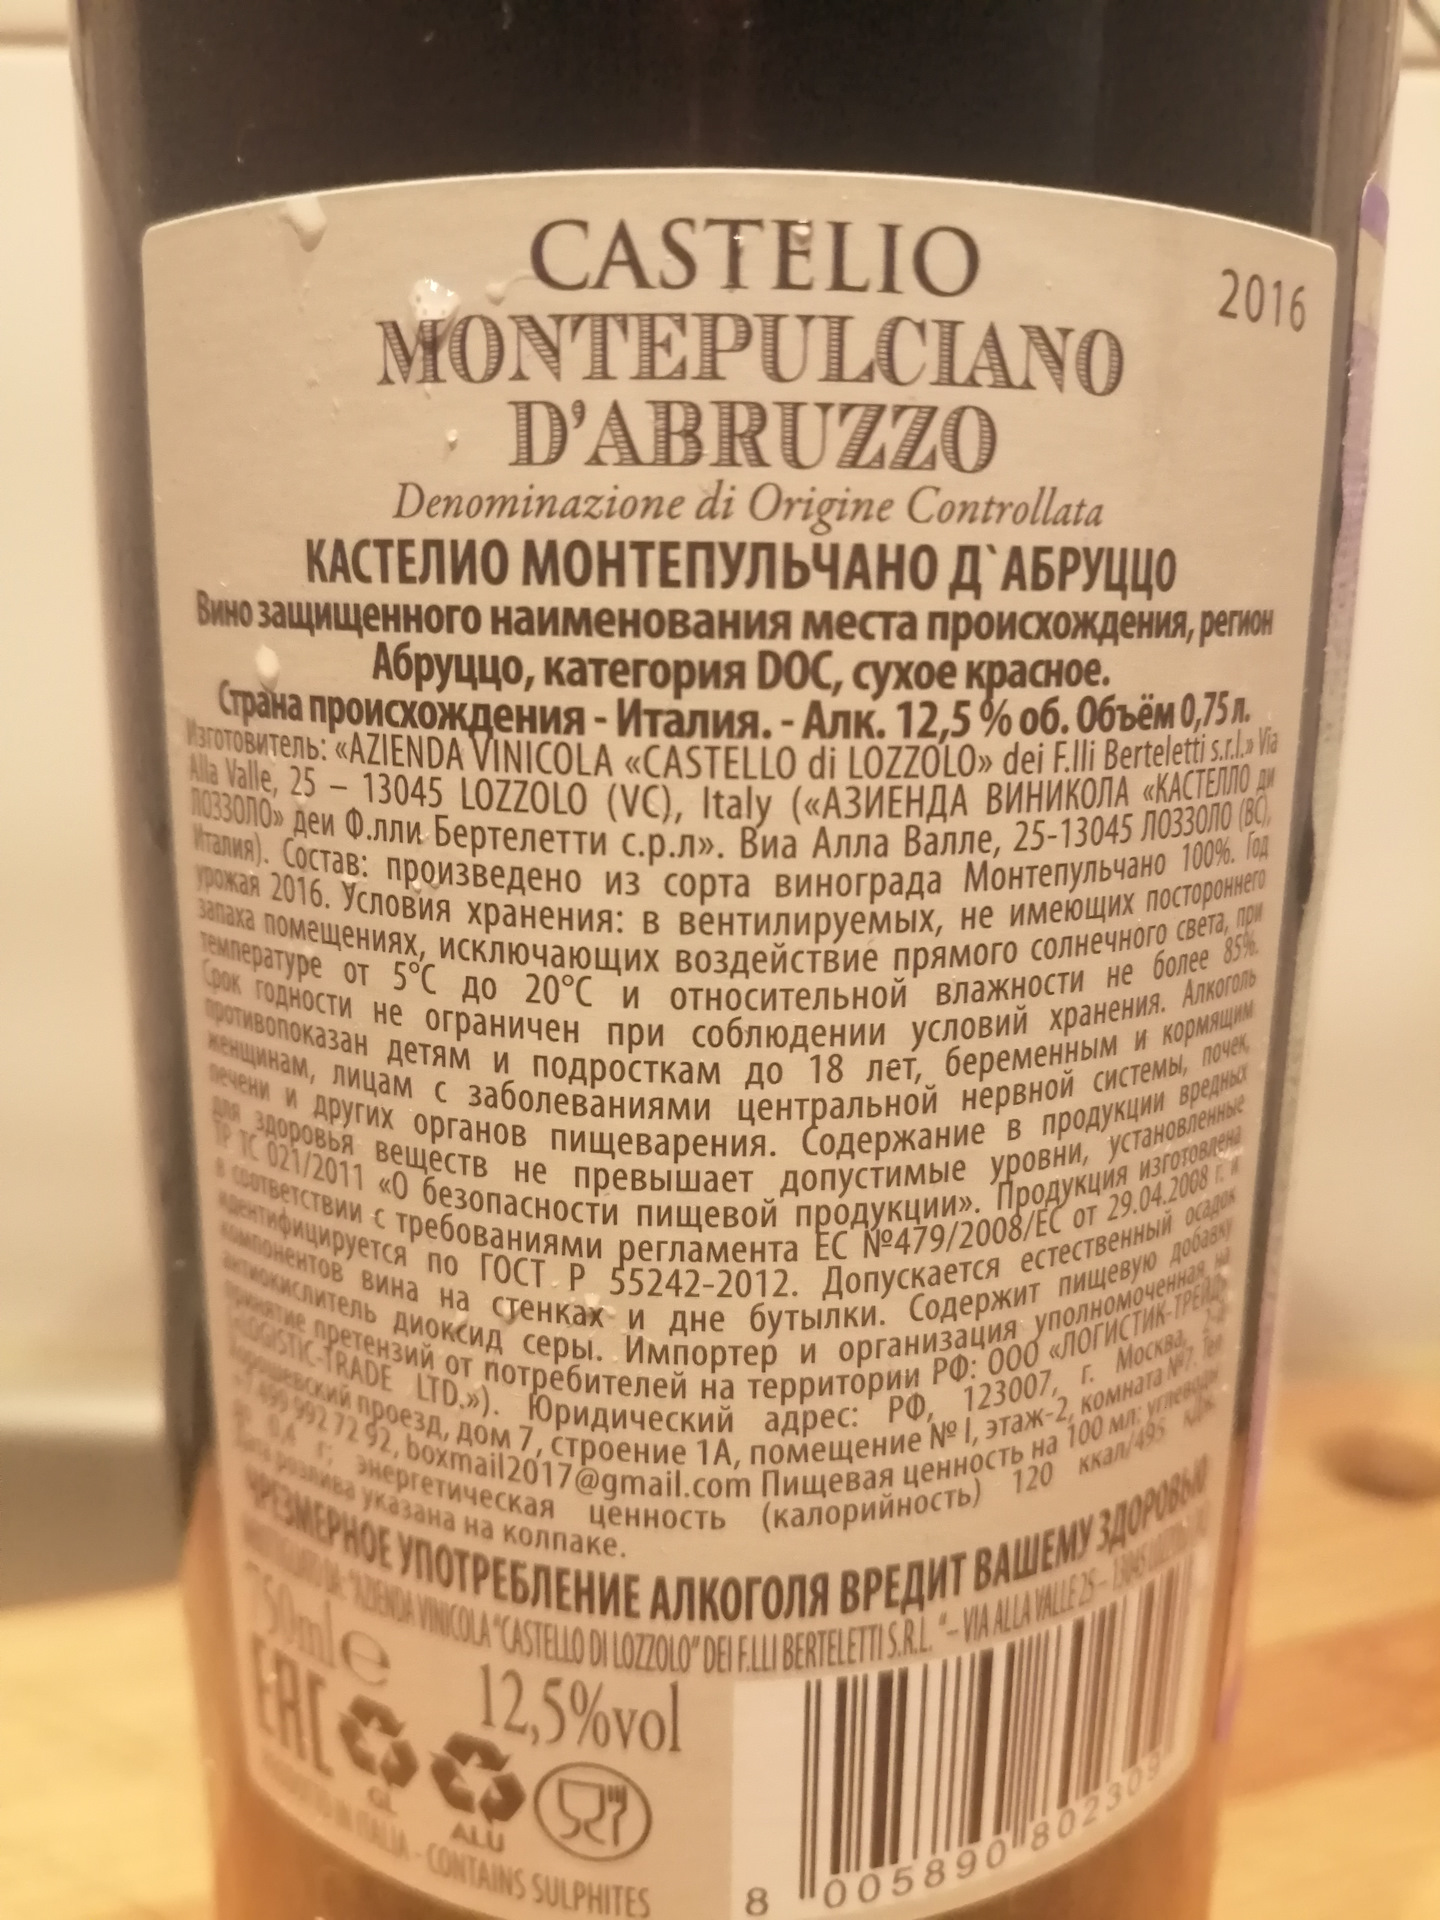 CASTELIO
2016
MONTEPULCIANO
D'ABRUZZO
Denominazione di Origine Controllata
КАСТЕЛИО МОНТЕПУЛЬЧАНО Д`АБРУЦЦО
Вино защищенного наименования места происхождения, регион
Абруццо, категория DOC, сухое красное.
Страна происхождения - Италия. - Алк. 12,5 % об. Объём 0,75 л.
Изготовитель: «AZIENDA VINICOLA «CASTELLO di LOZZOLO» dei F.lli Berteletti s.r.l.» Via
Alla Valle, 25 – 13045 LOZZOLO (VC), Italy («АЗИЕНДА ВИНИКОЛА «КАСТЕЛЛО ди
ЛОЗЗОЛО» деи Ф.лли Бертелетти с.р.л». Виа Алла Валле, 25-13045 ЛОЗЗОЛО (ВС),
Италия). Состав: произведено из сорта винограда Монтепульчано 100%. Год
урожая 2016. Условия хранения: в вентилируемых, не имеющих постороннего
запаха помещениях, исключающих воздействие прямого солнечного света, при
температуре от 5°C до 20°C и относительной влажности не более 85%.
Срок годности не ограничен при соблюдении условий хранения. Алкоголь
противопоказан детям и подросткам до 18 лет, беременным и кормящим
женщинам, лицам с заболеваниями центральной нервной системы, почек,
печени и других органов пищеварения. Содержание в продукции вредных
для здоровья веществ не превышает допустимые уровни, установленные
ТР ТС 021/2011 «О безопасности пищевой продукции». Продукция изготовлена
в соответствии с требованиями регламента ЕС №479/2008/ЕС от 29.04.2008 г. и
идентифицируется по ГОСТ Р 55242-2012. Допускается естественный осадок
компонентов вина на стенках и дне бутылки. Содержит пищевую добавку
антиокислитель диоксид серы. Импортер и организация уполномоченная на
принятие претензий от потребителей на территории РФ: ООО «ЛОГИСТИК-ТРЕЙД»
(«LOGISTIC-TRADE LTD.»). Юридический адрес: РФ, 123007, г. Москва, 2-й
Хорошевский проезд, дом 7, строение 1А, помещение № I, этаж-2, комната №7. Тел
+7 499 992 72 92, boxmail2017@gmail.com Пищевая ценность на 100 мл: углеводы
0,4 г; энергетическая ценность (калорийность) 120 ккал/495 кДж.
Дата розлива указана на колпаке.
ЧРЕЗМЕРНОЕ УПОТРЕБЛЕНИЕ АЛКОГОЛЯ ВРЕДИТ ВАШЕМУ ЗДОРОВЬЮ
"AZIENDA VINICOLA "CASTELLO DI LOZZOLO" DEI F.LLI BERTELETTI S.R.L. "– VIA ALLA VALLE 25 – 13045
750ml e
12,5%vol
EAC
GL
ALU
PRODOTTO IN ITALIA - CONTAINS SULPHITES
8 005890 802309